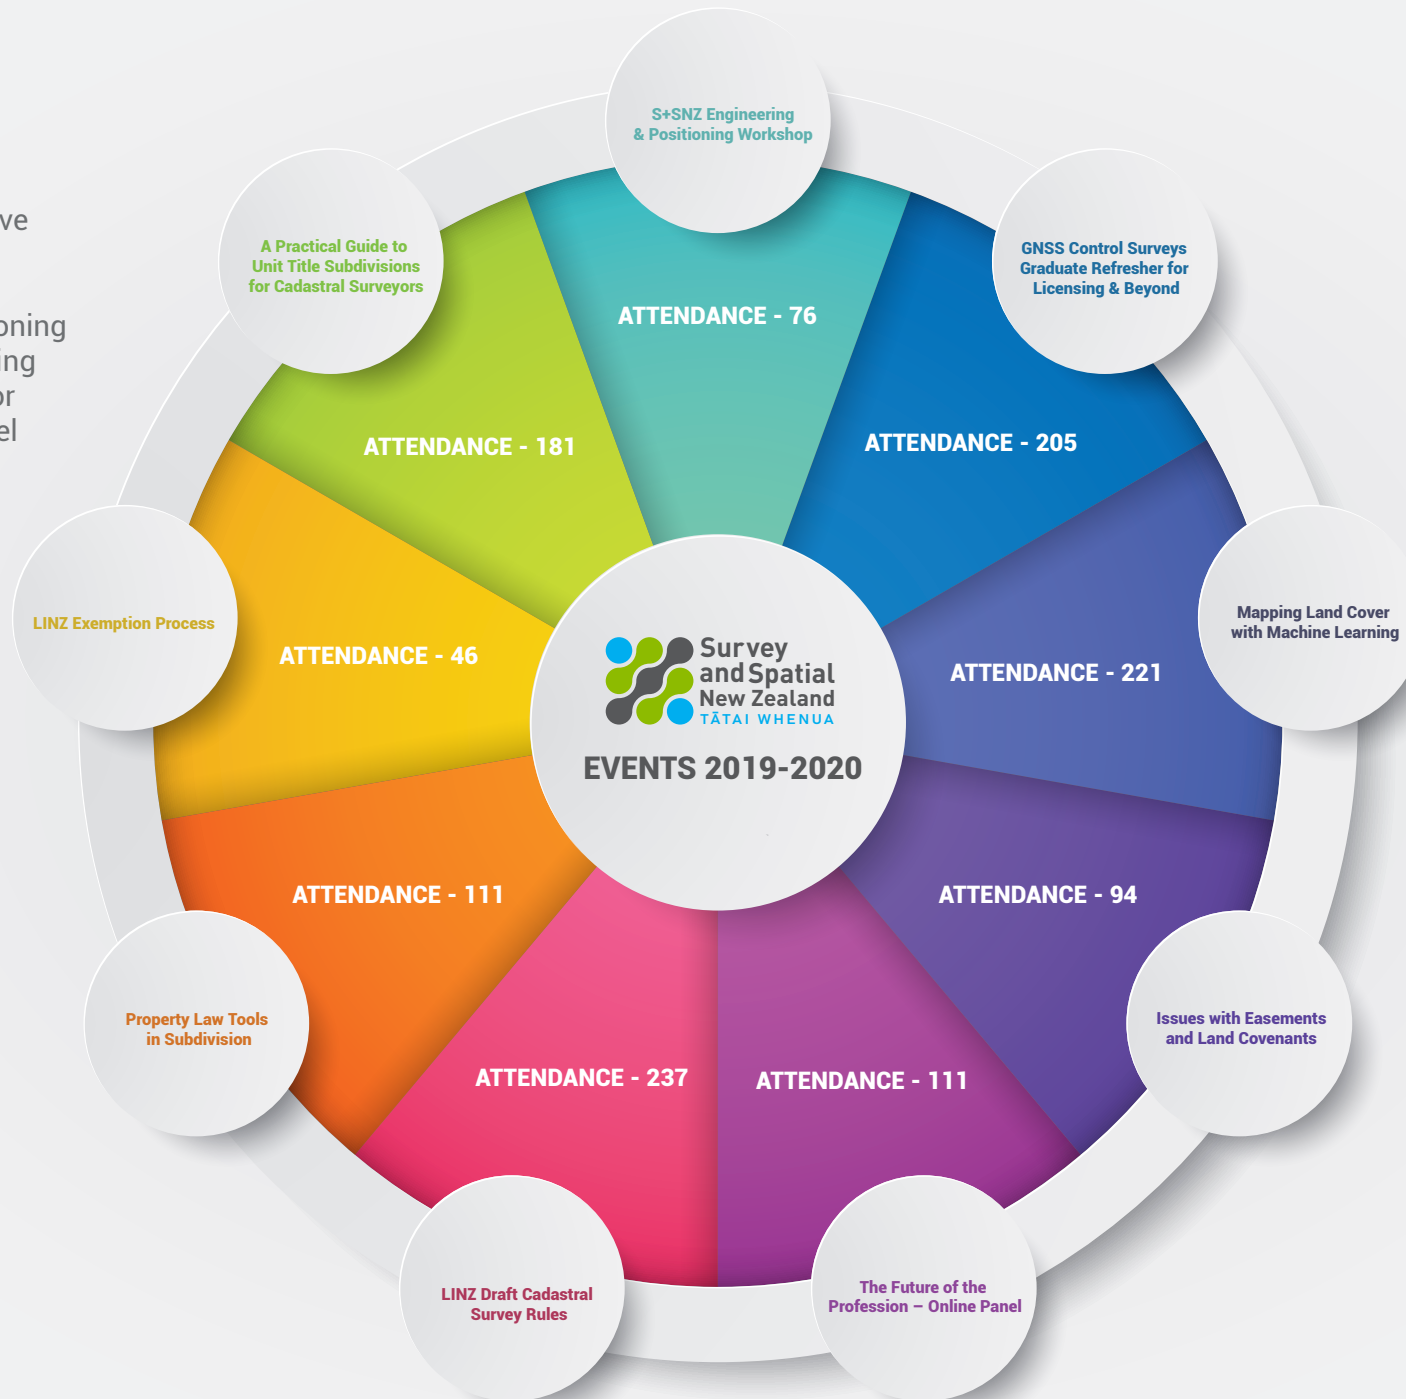 S+SNZ Engineering
& Positioning Workshop
GNSS Control Surveys
Graduate Refresher for
Licensing & Beyond
Mapping Land Cover
with Machine Learning
Issues with Easements
and Land Covenants
The Future of the
Profession – Online Panel
LINZ Draft Cadastral
Survey Rules
Property Law Tools
in Subdivision
LINZ Exemption Process
A Practical Guide to
Unit Title Subdivisions
for Cadastral Surveyors
ATTENDANCE - 76
ATTENDANCE - 205
ATTENDANCE - 221
ATTENDANCE - 94
ATTENDANCE - 111
ATTENDANCE - 237
ATTENDANCE - 111
ATTENDANCE - 46
ATTENDANCE - 181
Survey
and Spatial
New Zealand
TĀTAI WHENUA
EVENTS 2019-2020